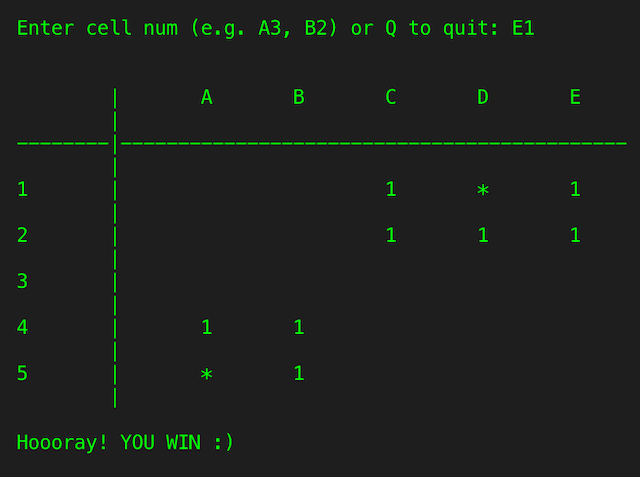 Enter cell num (e.g. A3, B2) or Q to quit: E1
| A B C D E
|
--------|--------------------------------------------
|
1 | 1 * 1
|
2 | 1 1 1
|
3 |
|
4 | 1 1
|
5 | * 1
|
Hoooray! YOU WIN :)